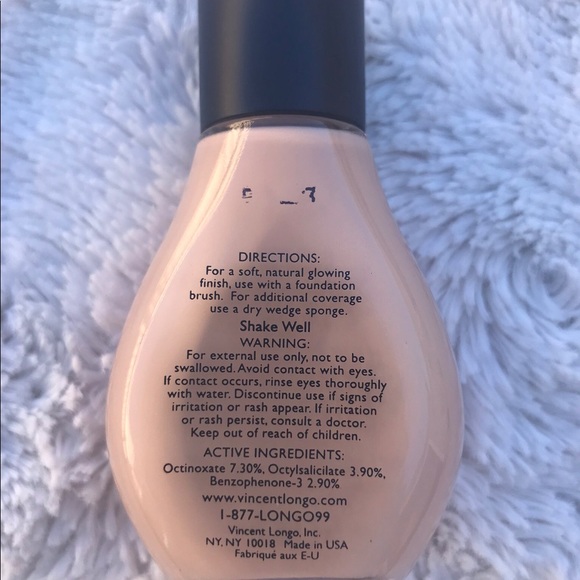 DIRECTIONS:
For a soft, natural glowing
finish, use with a foundation
brush. For additional coverage
use a dry wedge sponge.
Shake Well
WARNING:
For external use only, not to be
swallowed. Avoid contact with eyes.
If contact occurs, rinse eyes thoroughly
with water. Discontinue use if signs of
irritation or rash appear. If irritation
or rash persist, consult a doctor.
Keep out of reach of children.
ACTIVE INGREDIENTS:
Octinoxate 7.30%, Octylsalicilate 3.90%,
Benzophenone-3 2.90%
www.vincentlongo.com
1-877-LONGO99
Vincent Longo, Inc.
NY, NY 10018 Made in USA
Fabriqué aux E-U